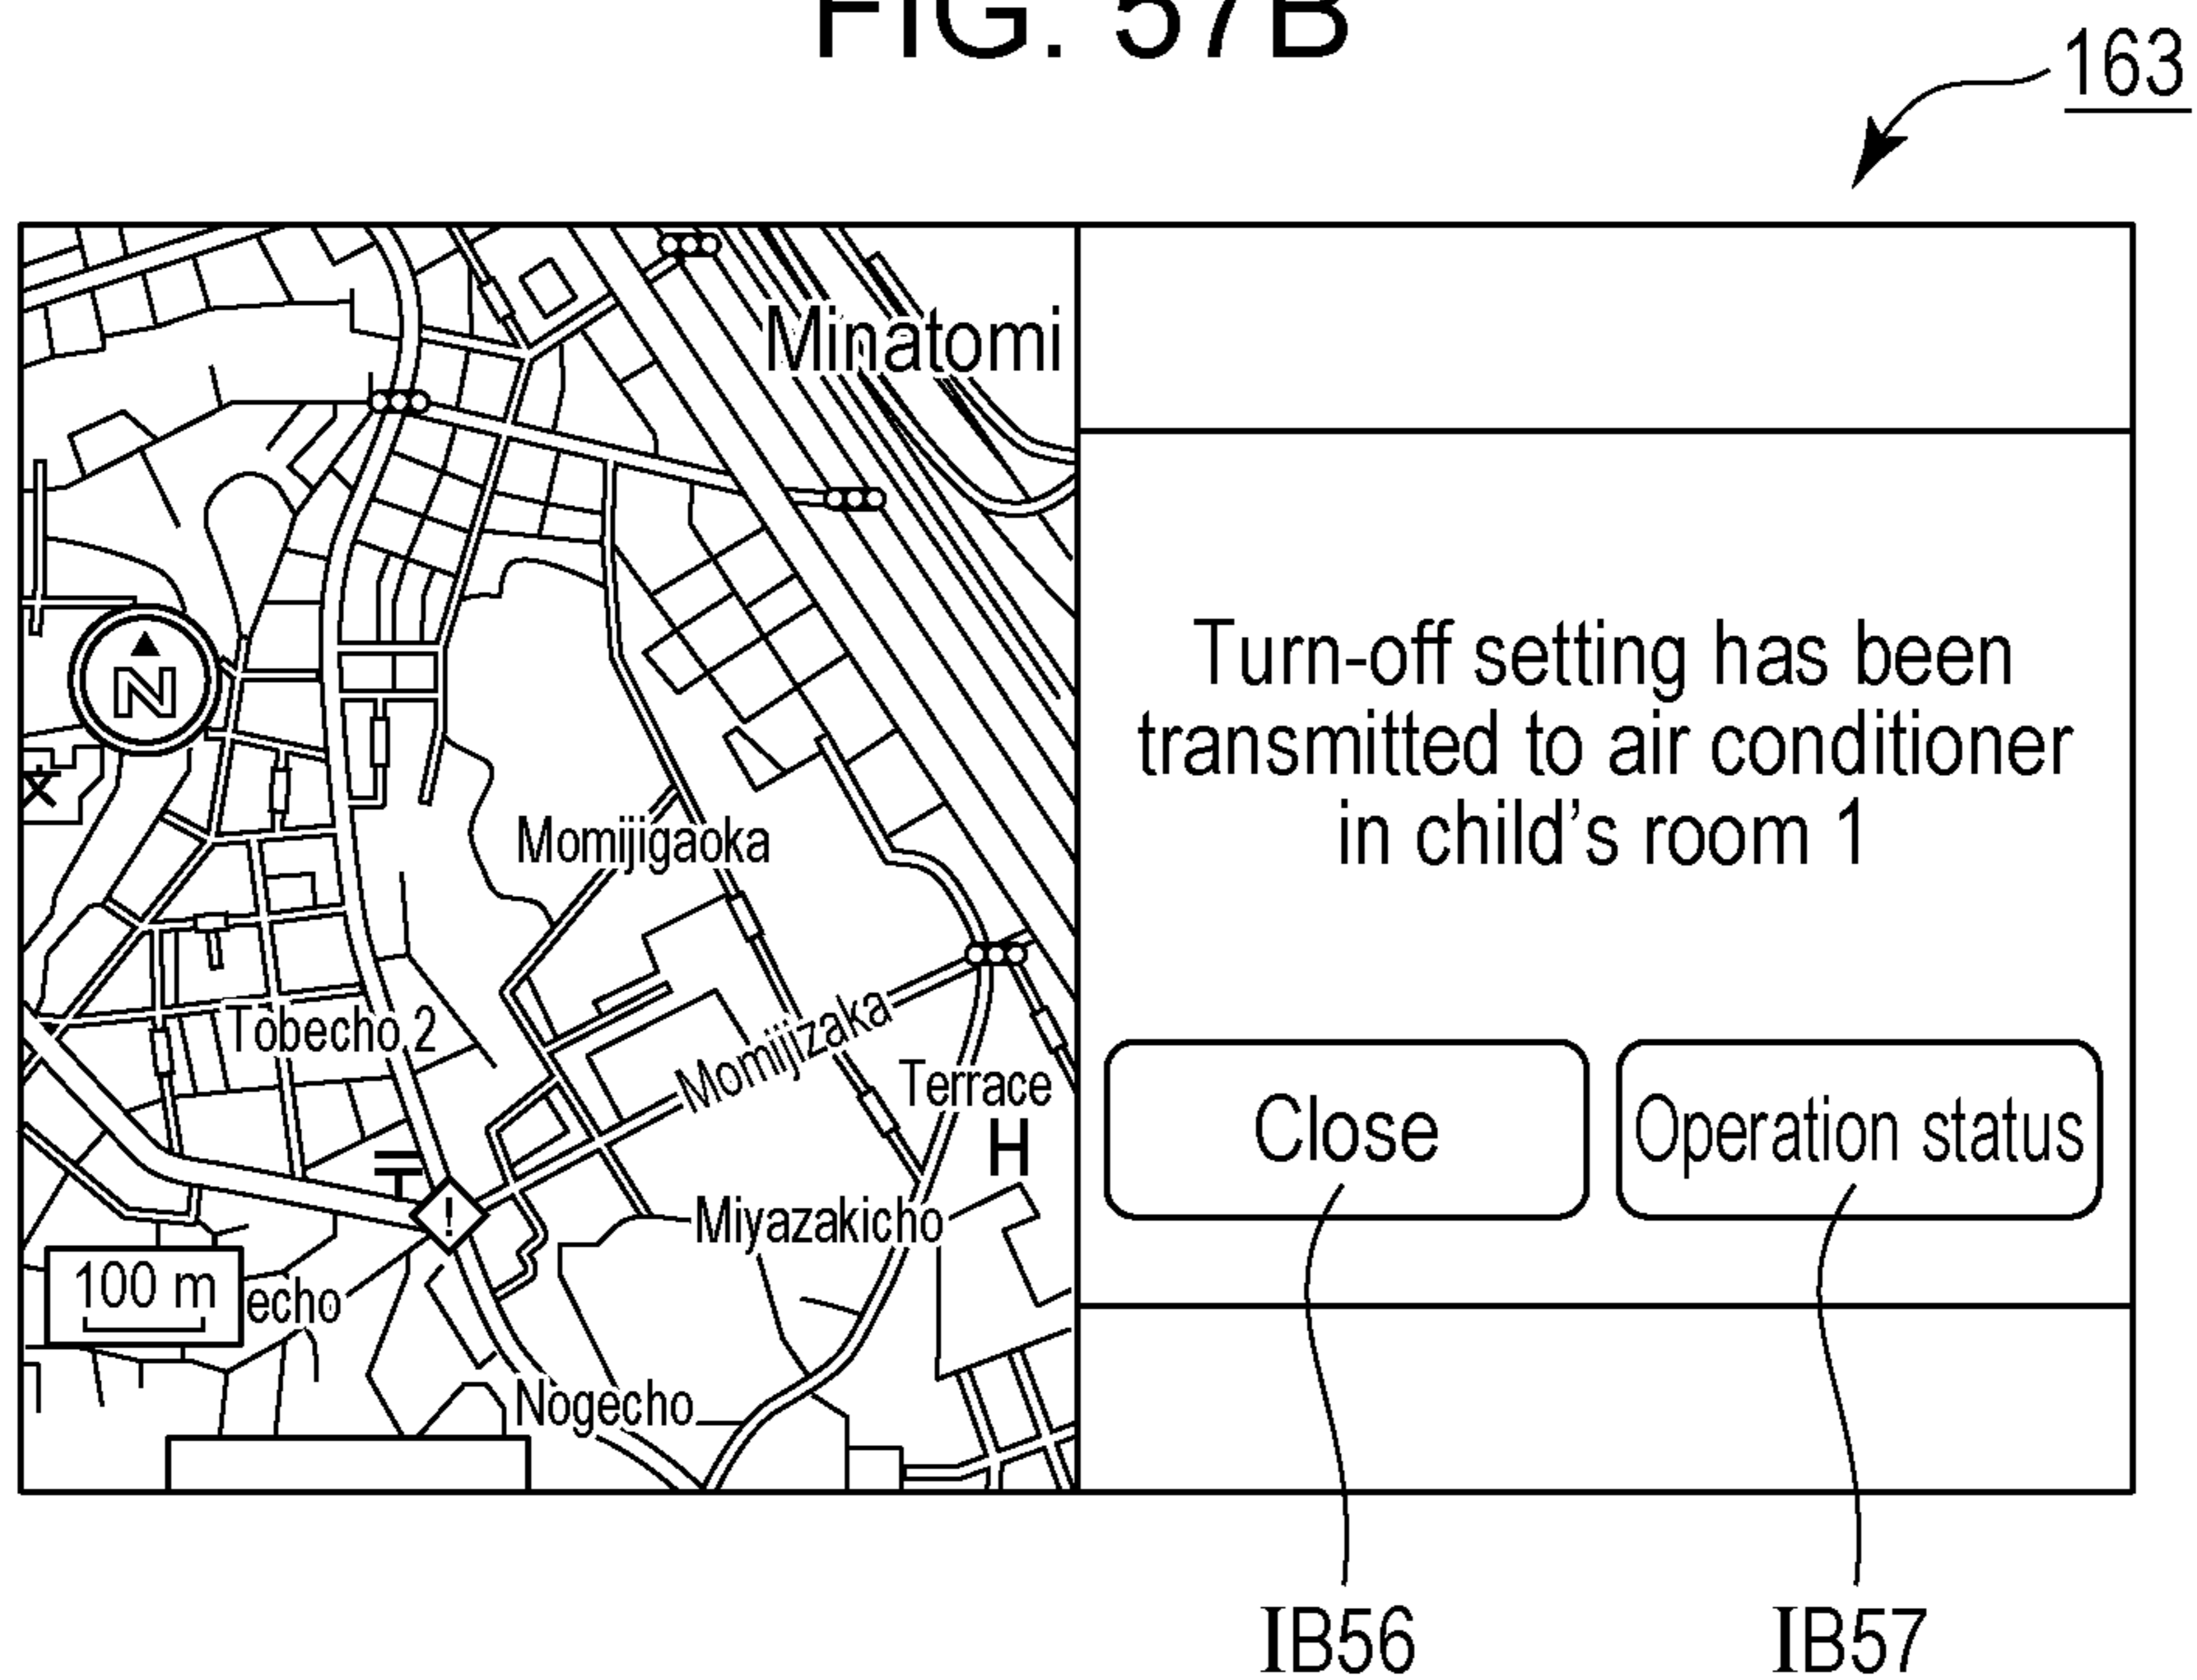 FIG. 57B
163
Minatomi
N
Turn-off setting has been
transmitted to air conditioner
in child's room 1
Momijigaoka
Tobecho 2
Momijizaka
Terrace
H
Close
Operation status
!
Miyazakicho
100 m
echo
Nogecho
IB56
IB57